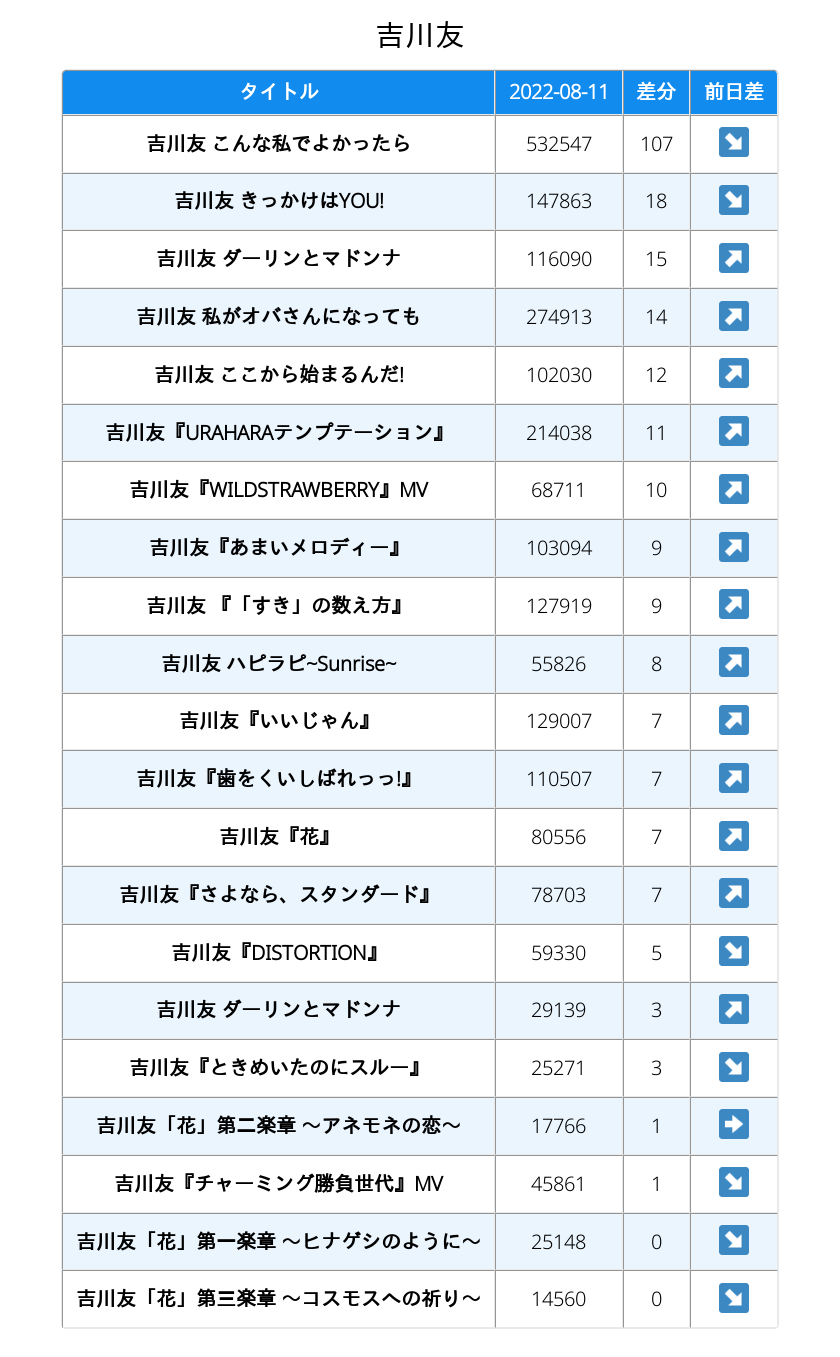 吉川友
タイトル 2022-08-11 差分 前日差
吉川友 こんな私でよかったら 532547 107 ↘
吉川友 きっかけはYOU! 147863 18 ↘
吉川友 ダーリンとマドンナ 116090 15 ↗
吉川友 私がオバさんになっても 274913 14 ↗
吉川友 ここから始まるんだ! 102030 12 ↗
吉川友『URAHARAテンプテーション』 214038 11 ↗
吉川友『WILDSTRAWBERRY』MV 68711 10 ↗
吉川友『あまいメロディー』 103094 9 ↗
吉川友 『「すき」の数え方』 127919 9 ↗
吉川友 ハピラピ~Sunrise~ 55826 8 ↗
吉川友『いいじゃん』 129007 7 ↗
吉川友『歯をくいしばれっっ!』 110507 7 ↗
吉川友『花』 80556 7 ↗
吉川友『さよなら、スタンダード』 78703 7 ↗
吉川友『DISTORTION』 59330 5 ↘
吉川友 ダーリンとマドンナ 29139 3 ↗
吉川友『ときめいたのにスルー』 25271 3 ↘
吉川友「花」第二楽章 〜アネモネの恋〜 17766 1 →
吉川友『チャーミング勝負世代』MV 45861 1 ↘
吉川友「花」第一楽章 〜ヒナゲシのように〜 25148 0 ↘
吉川友「花」第三楽章 〜コスモスへの祈り〜 14560 0 ↘